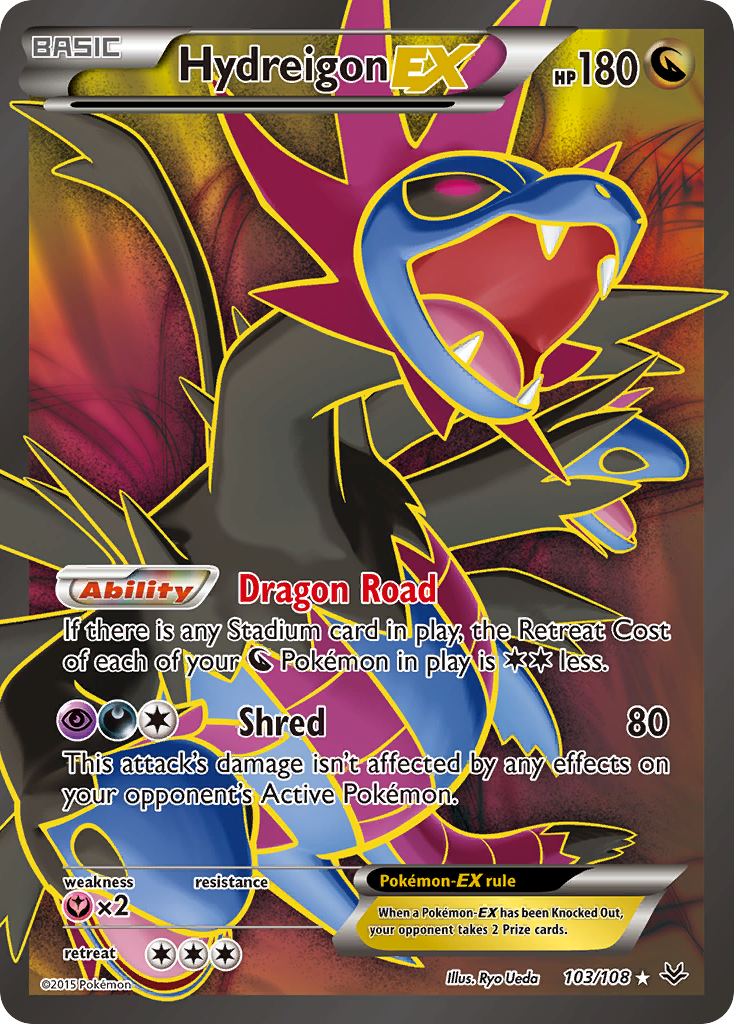 BASIC
Hydreigon EX
HP 180
Ability Dragon Road
If there is any Stadium card in play, the Retreat Cost
of each of your Pokémon in play is ✶✶ less.
Shred 80
This attack's damage isn't affected by any effects on
your opponent's Active Pokémon.
weakness resistance
×2
retreat
Pokémon-EX rule
When a Pokémon-EX has been Knocked Out,
your opponent takes 2 Prize cards.
©2015 Pokémon
Illus. Ryo Ueda 103/108 ★